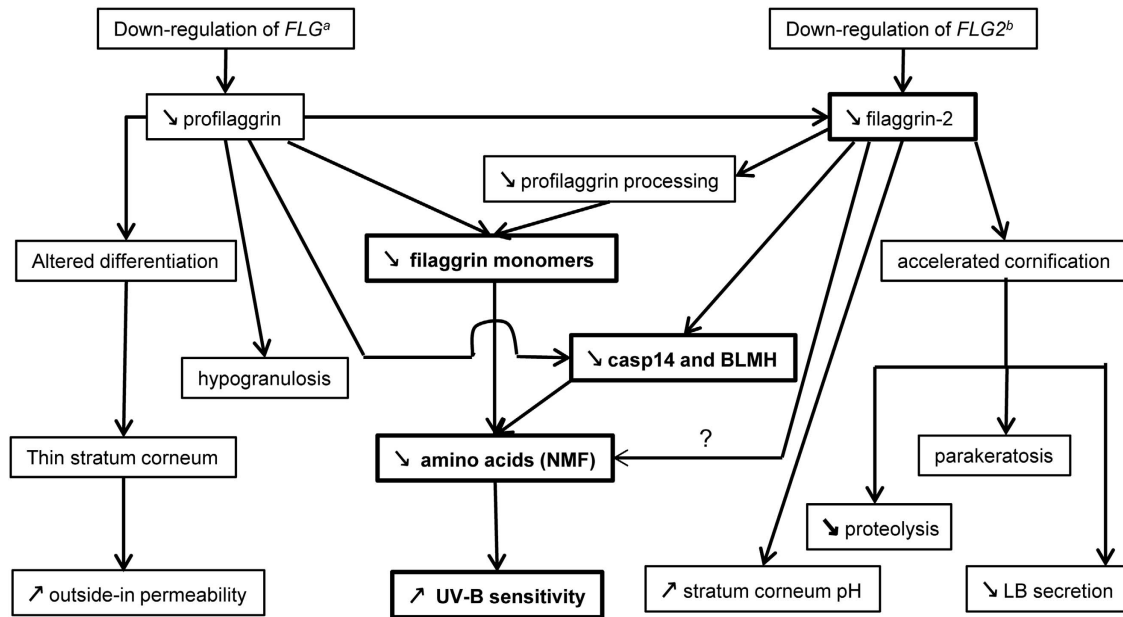 Down-regulation of FLGᵃ
Down-regulation of FLG2ᵇ
↘ profilaggrin
↘ filaggrin-2
↘ profilaggrin processing
Altered differentiation
↘ filaggrin monomers
accelerated cornification
hypogranulosis
↘ casp14 and BLMH
?
Thin stratum corneum
↘ amino acids (NMF)
parakeratosis
↘ proteolysis
↗ outside-in permeability
↗ UV-B sensitivity
↗ stratum corneum pH
↘ LB secretion